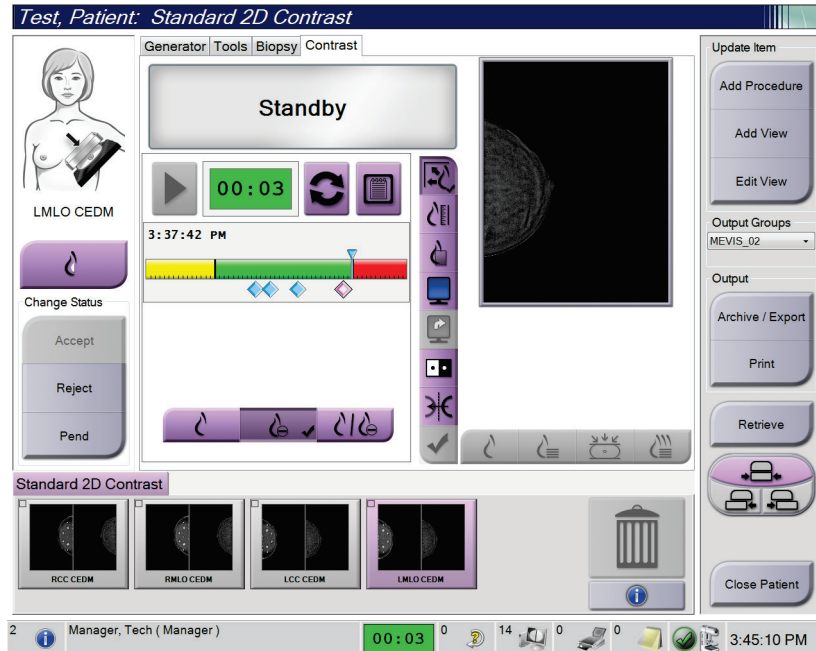 Test, Patient: Standard 2D Contrast
Generator Tools Biopsy Contrast
Standby
00:03
3:37:42 PM
LMLO CEDM
Change Status
Accept
Reject
Pend
Update Item
Add Procedure
Add View
Edit View
Output Groups
MEVIS_02
Output
Archive / Export
Print
Retrieve
Close Patient
Standard 2D Contrast
RCC CEDM
RMLO CEDM
LCC CEDM
LMLO CEDM
2 Manager, Tech ( Manager ) 00:03 0 14 0 0 3:45:10 PM